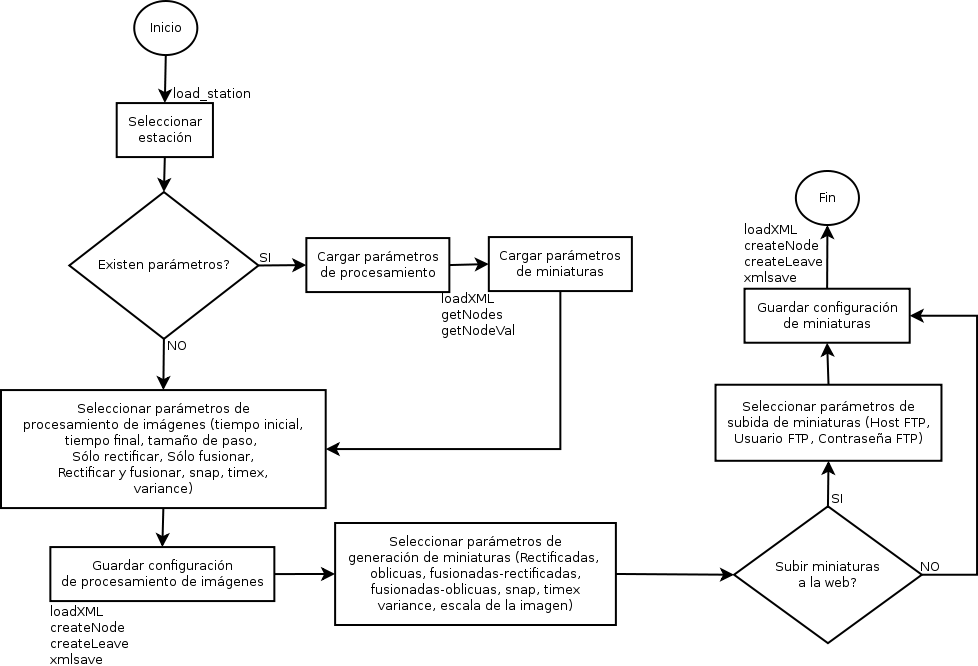 Inicio
load_station
Seleccionar
estación
Existen parámetros?
SI
Cargar parámetros
de procesamiento
Cargar parámetros
de miniaturas
loadXML
getNodes
getNodeVal
NO
Seleccionar parámetros de
procesamiento de imágenes (tiempo inicial,
tiempo final, tamaño de paso,
Sólo rectificar, Sólo fusionar,
Rectificar y fusionar, snap, timex,
variance)
Guardar configuración
de procesamiento de imágenes
loadXML
createNode
createLeave
xmlsave
Seleccionar parámetros de
generación de miniaturas (Rectificadas,
oblicuas, fusionadas-rectificadas,
fusionadas-oblicuas, snap, timex
variance, escala de la imagen)
Subir miniaturas
a la web?
SI
NO
Seleccionar parámetros de
subida de miniaturas (Host FTP,
Usuario FTP, Contraseña FTP)
Guardar configuración
de miniaturas
loadXML
createNode
createLeave
xmlsave
Fin